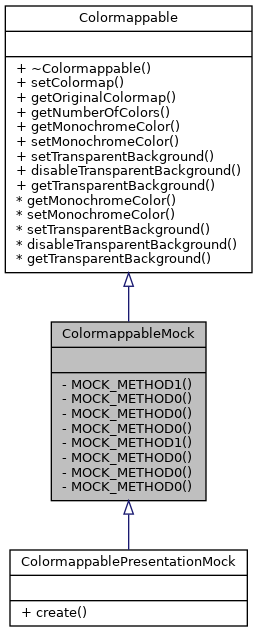 Colormappable
+ ~Colormappable()
+ setColormap()
+ getOriginalColormap()
+ getNumberOfColors()
+ getMonochromeColor()
+ setMonochromeColor()
+ setTransparentBackground()
+ disableTransparentBackground()
+ getTransparentBackground()
* getMonochromeColor()
* setMonochromeColor()
* setTransparentBackground()
* disableTransparentBackground()
* getTransparentBackground()
ColormappableMock
- MOCK_METHOD1()
- MOCK_METHOD0()
- MOCK_METHOD0()
- MOCK_METHOD0()
- MOCK_METHOD1()
- MOCK_METHOD0()
- MOCK_METHOD0()
- MOCK_METHOD0()
ColormappablePresentationMock
+ create()